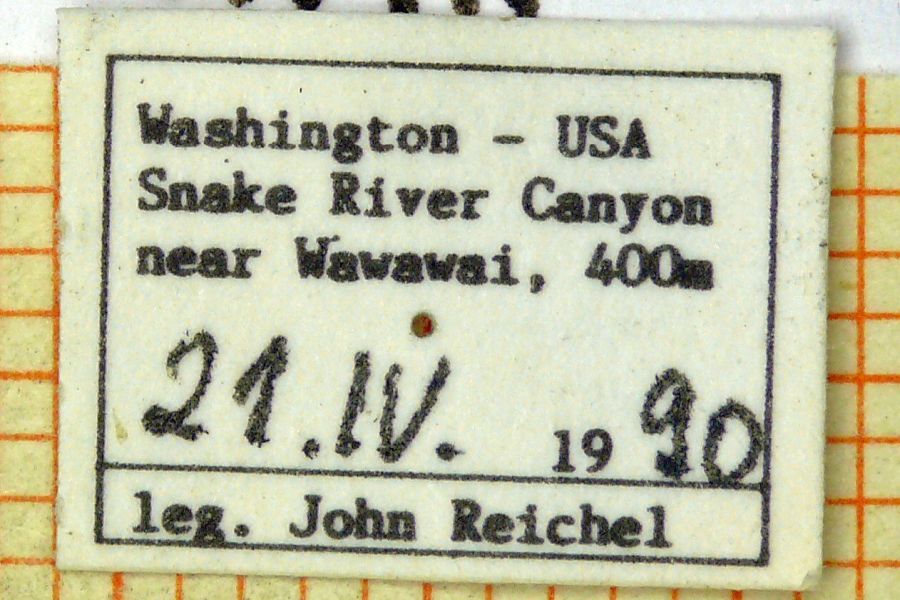 Washington - USA
Snake River Canyon
near Wawawai, 400m
21.IV. 1990
leg. John Reichel